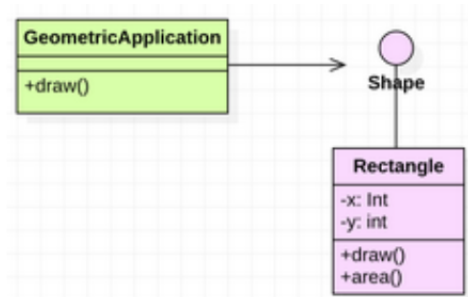 GeometricApplication
+draw()
Shape
Rectangle
-x: Int
-y: int
+draw()
+area()